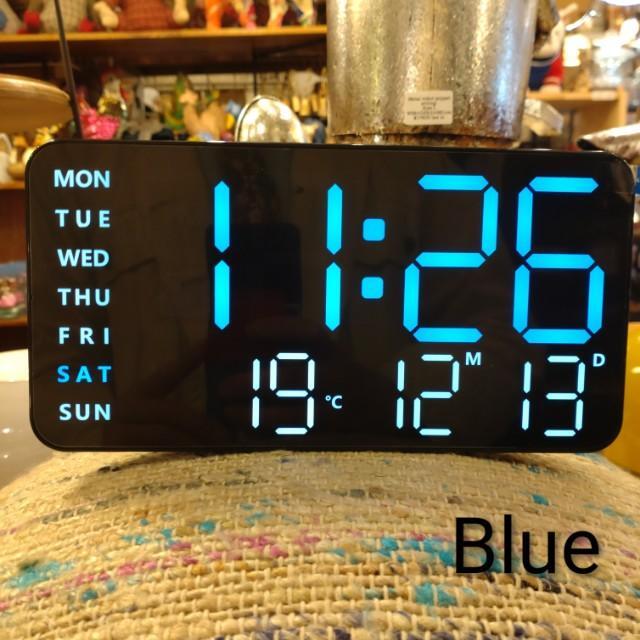 MON
TUE
WED
THU
FRI
SAT
SUN
11:26
19 °C 12 M 13 D
Blue